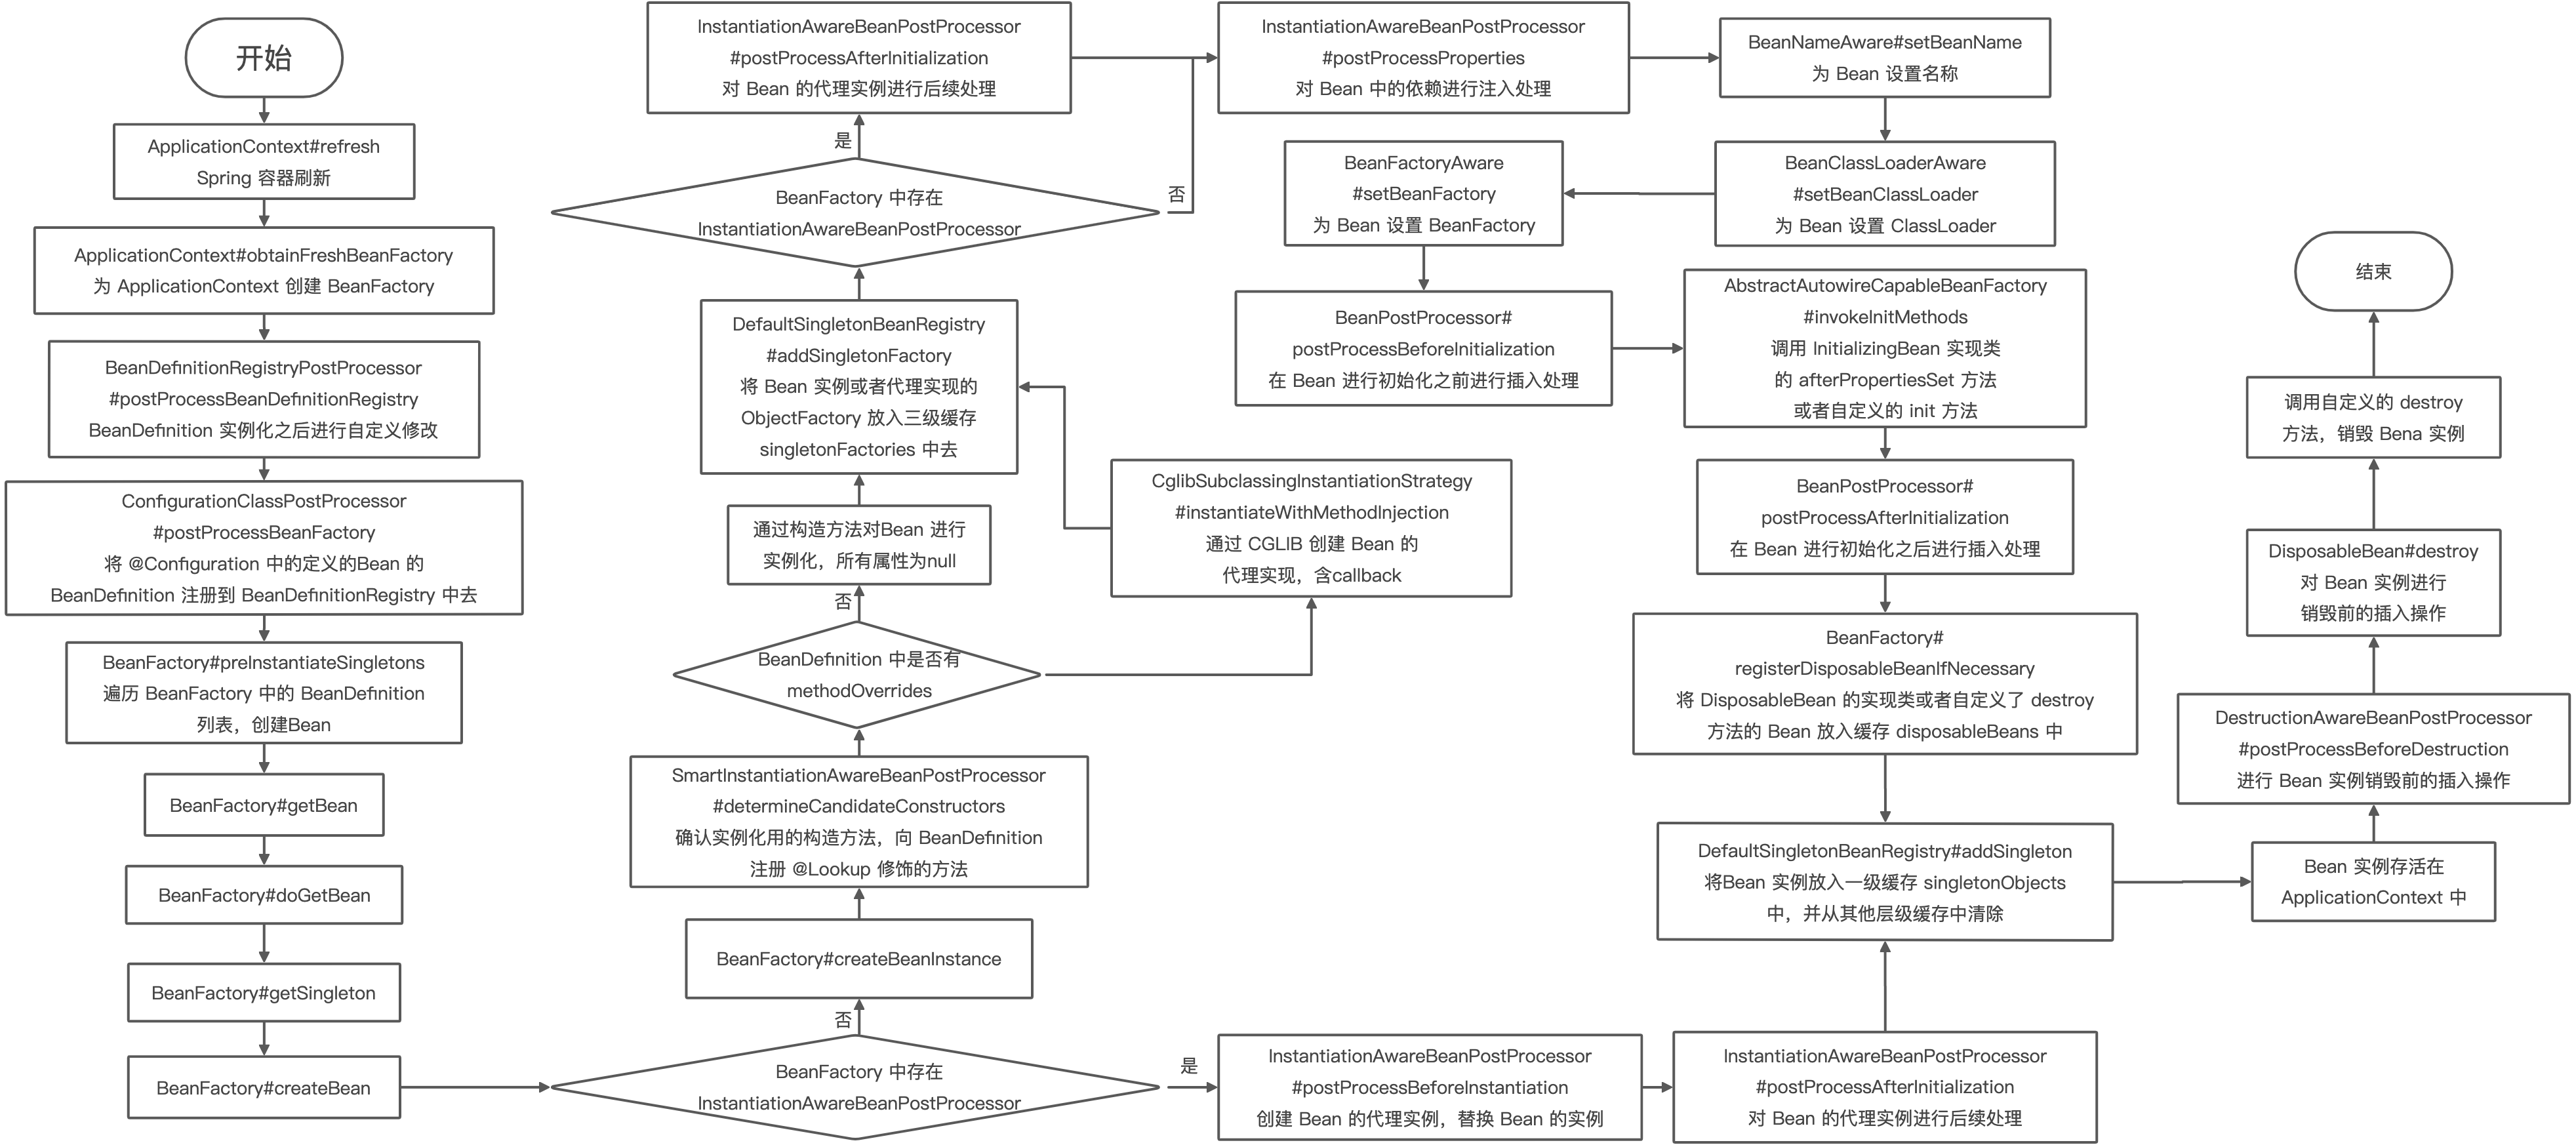 开始
ApplicationContext#refresh
Spring 容器刷新
ApplicationContext#obtainFreshBeanFactory
为 ApplicationContext 创建 BeanFactory
BeanDefinitionRegistryPostProcessor
#postProcessBeanDefinitionRegistry
BeanDefinition 实例化之后进行自定义修改
ConfigurationClassPostProcessor
#postProcessBeanFactory
将 @Configuration 中的定义的Bean 的
BeanDefinition 注册到 BeanDefinitionRegistry 中去
BeanFactory#preInstantiateSingletons
遍历 BeanFactory 中的 BeanDefinition
列表，创建Bean
BeanFactory#getBean
BeanFactory#doGetBean
BeanFactory#getSingleton
BeanFactory#createBean
BeanFactory 中存在
InstantiationAwareBeanPostProcessor
否
BeanFactory#createBeanInstance
SmartInstantiationAwareBeanPostProcessor
#determineCandidateConstructors
确认实例化用的构造方法，向 BeanDefinition
注册 @Lookup 修饰的方法
BeanDefinition 中是否有
methodOverrides
否
通过构造方法对Bean 进行
实例化，所有属性为null
CglibSubclassingInstantiationStrategy
#instantiateWithMethodInjection
通过 CGLIB 创建 Bean 的
代理实现，含callback
DefaultSingletonBeanRegistry
#addSingletonFactory
将 Bean 实例或者代理实现的
ObjectFactory 放入三级缓存
singletonFactories 中去
BeanFactory 中存在
InstantiationAwareBeanPostProcessor
是
否
InstantiationAwareBeanPostProcessor
#postProcessAfterInitialization
对 Bean 的代理实例进行后续处理
InstantiationAwareBeanPostProcessor
#postProcessProperties
对 Bean 中的依赖进行注入处理
BeanNameAware#setBeanName
为 Bean 设置名称
BeanClassLoaderAware
#setBeanClassLoader
为 Bean 设置 ClassLoader
BeanFactoryAware
#setBeanFactory
为 Bean 设置 BeanFactory
BeanPostProcessor#
postProcessBeforeInitialization
在 Bean 进行初始化之前进行插入处理
AbstractAutowireCapableBeanFactory
#invokeInitMethods
调用 InitializingBean 实现类
的 afterPropertiesSet 方法
或者自定义的 init 方法
BeanPostProcessor#
postProcessAfterInitialization
在 Bean 进行初始化之后进行插入处理
BeanFactory#
registerDisposableBeanIfNecessary
将 DisposableBean 的实现类或者自定义了 destroy
方法的 Bean 放入缓存 disposableBeans 中
是
InstantiationAwareBeanPostProcessor
#postProcessBeforeInstantiation
创建 Bean 的代理实例，替换 Bean 的实例
InstantiationAwareBeanPostProcessor
#postProcessAfterInitialization
对 Bean 的代理实例进行后续处理
DefaultSingletonBeanRegistry#addSingleton
将Bean 实例放入一级缓存 singletonObjects
中，并从其他层级缓存中清除
Bean 实例存活在
ApplicationContext 中
DestructionAwareBeanPostProcessor
#postProcessBeforeDestruction
进行 Bean 实例销毁前的插入操作
DisposableBean#destroy
对 Bean 实例进行
销毁前的插入操作
调用自定义的 destroy
方法，销毁 Bena 实例
结束